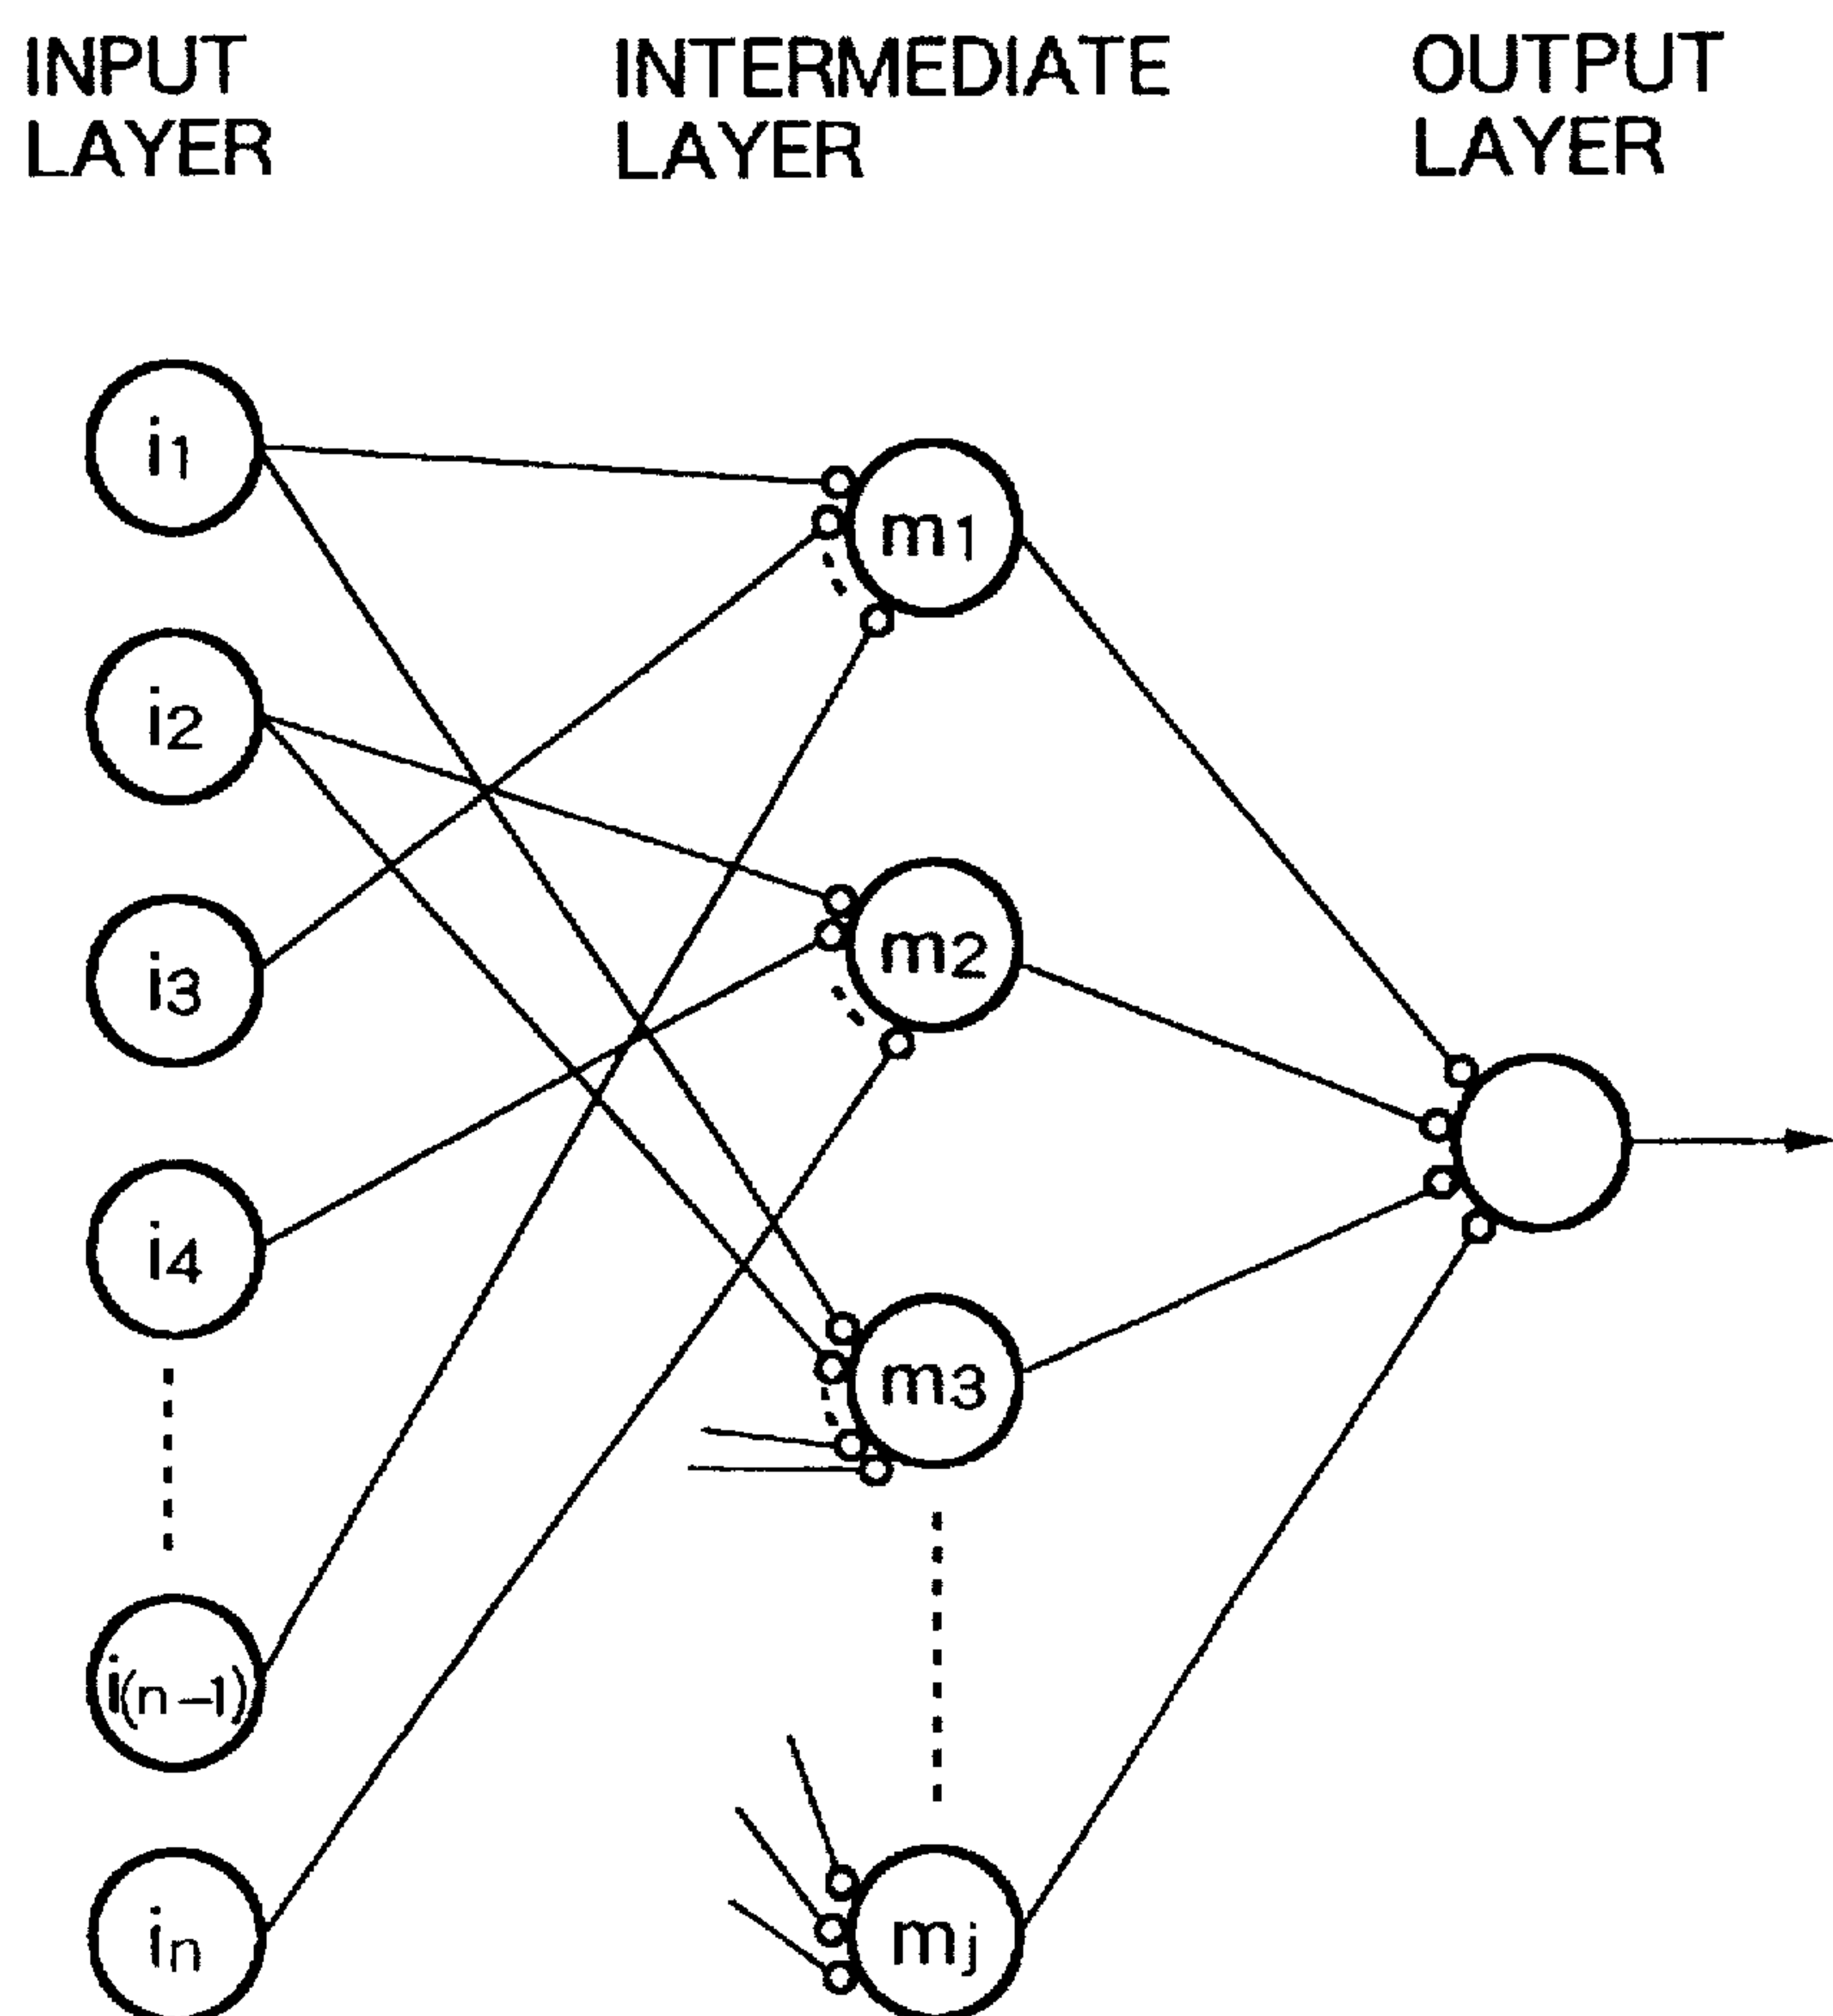 INPUT
LAYER
INTERMEDIATE
LAYER
OUTPUT
LAYER
i1
i2
i3
i4
i(n-1)
in
m1
m2
m3
mj